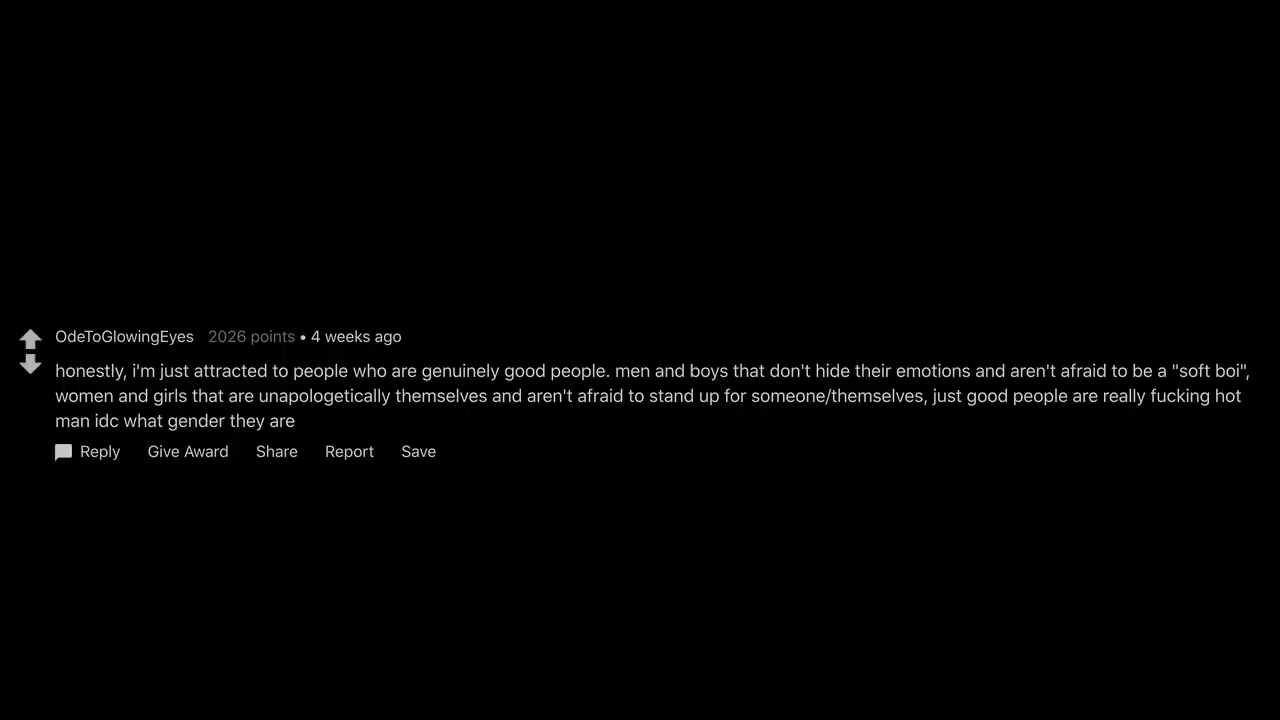 OdeToGlowingEyes 2026 points • 4 weeks ago
honestly, i'm just attracted to people who are genuinely good people. men and boys that don't hide their emotions and aren't afraid to be a "soft boi",
women and girls that are unapologetically themselves and aren't afraid to stand up for someone/themselves, just good people are really fucking hot
man idc what gender they are
Reply Give Award Share Report Save